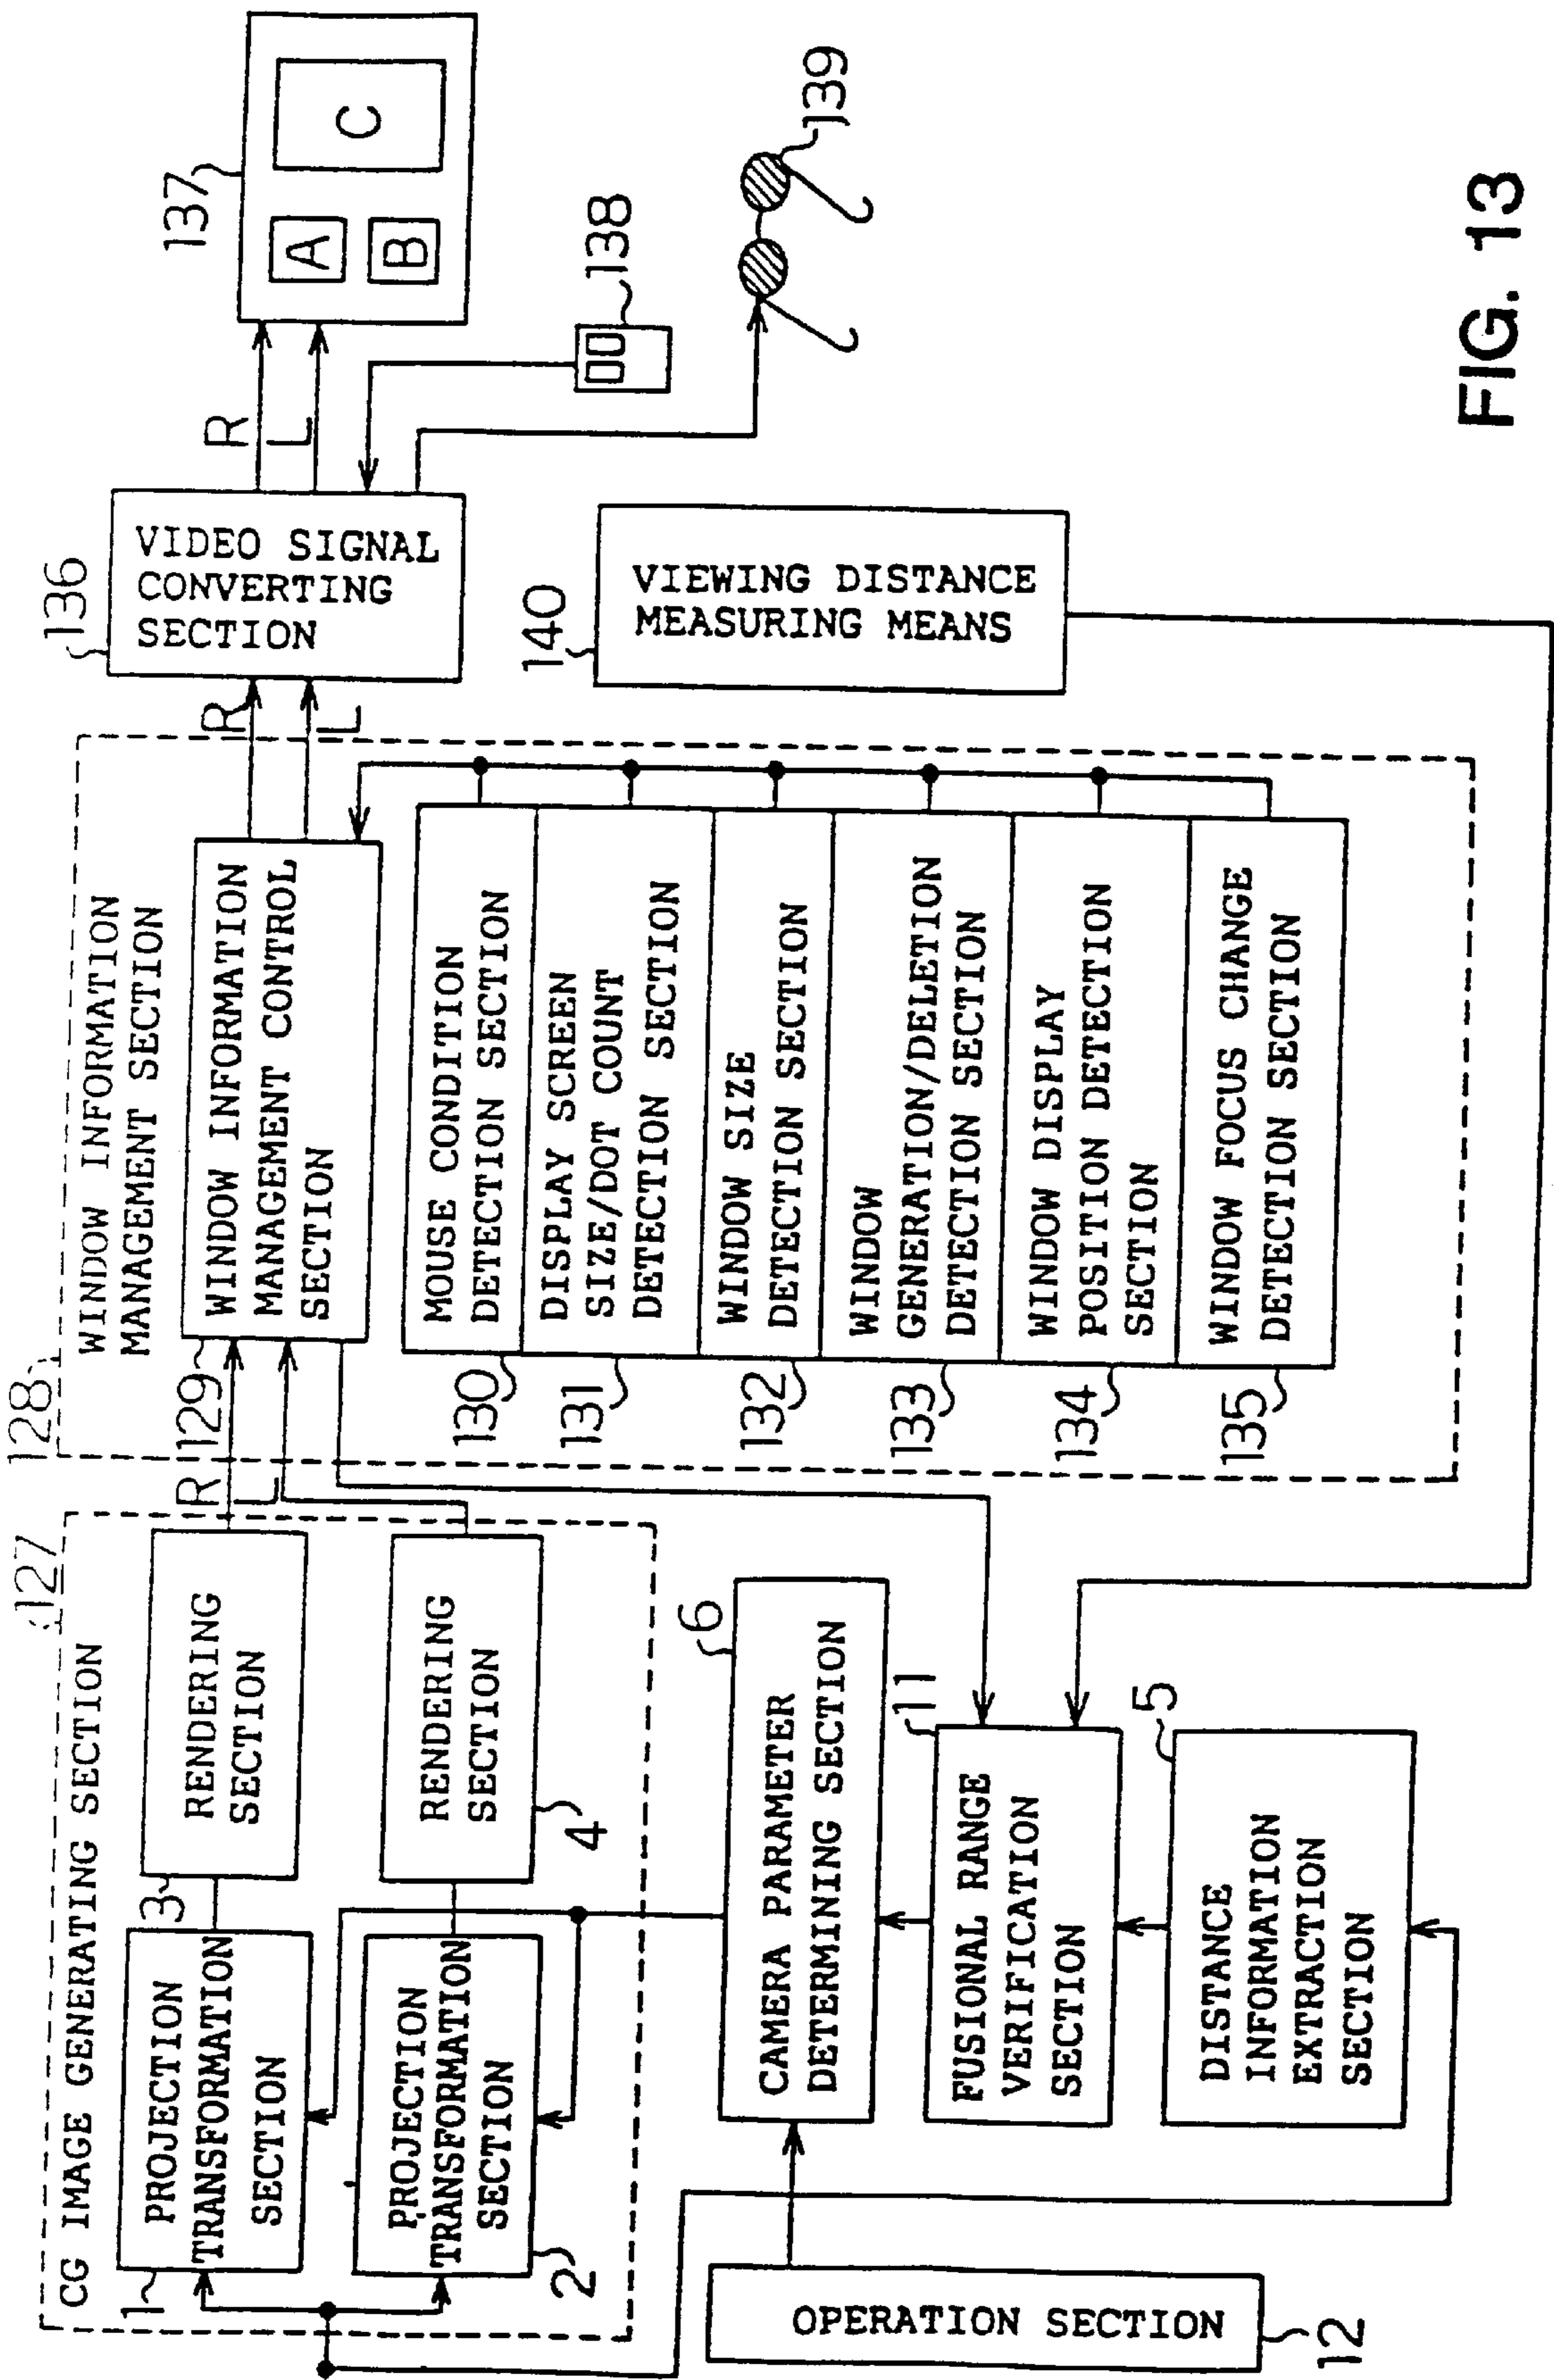 127
CG IMAGE GENERATING SECTION
1
PROJECTION
TRANSFORMATION
SECTION
3
RENDERING
SECTION
2
PROJECTION
TRANSFORMATION
SECTION
4
RENDERING
SECTION
R
L
128
WINDOW INFORMATION
MANAGEMENT SECTION
129
WINDOW INFORMATION
MANAGEMENT CONTROL
SECTION
130
MOUSE CONDITION
DETECTION SECTION
131
DISPLAY SCREEN
SIZE/DOT COUNT
DETECTION SECTION
132
WINDOW SIZE
DETECTION SECTION
133
WINDOW
GENERATION/DELETION
DETECTION SECTION
134
WINDOW DISPLAY
POSITION DETECTION
SECTION
135
WINDOW FOCUS CHANGE
DETECTION SECTION
R
L
136
VIDEO SIGNAL
CONVERTING
SECTION
R
L
137
A
B
C
138
139
140
VIEWING DISTANCE
MEASURING MEANS
6
CAMERA PARAMETER
DETERMINING SECTION
11
FUSIONAL RANGE
VERIFICATION
SECTION
5
DISTANCE
INFORMATION
EXTRACTION
SECTION
OPERATION SECTION
12
FIG. 13